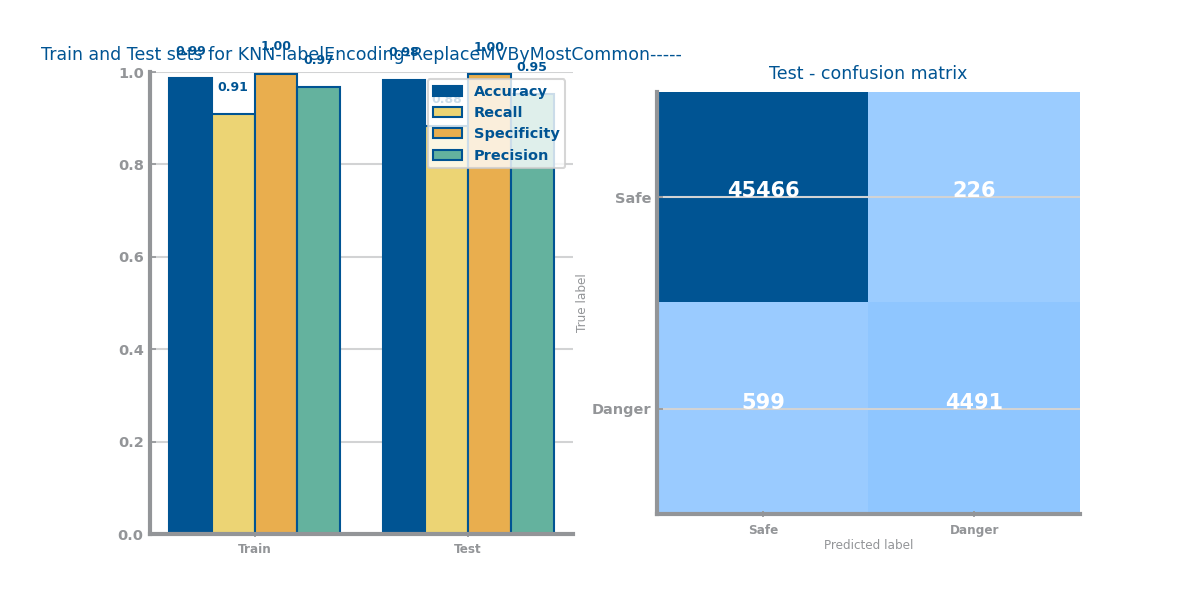 Train and Test sets for KNN-labelEncoding-ReplaceMVByMostCommon-----
0.99
1.00
0.97
0.98
1.00
0.95
0.91
0.88
1.0
0.8
0.6
0.4
0.2
0.0
Train
Test
Accuracy
Recall
Specificity
Precision
Test - confusion matrix
True label
Safe
Danger
45466
226
599
4491
Safe
Danger
Predicted label